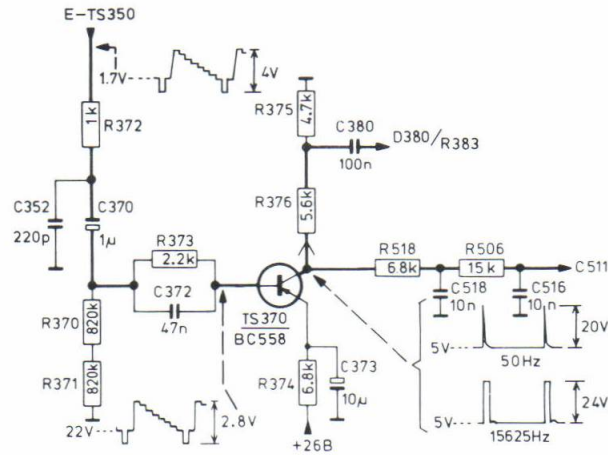 E-TS350
1.7V
4V
1k
R372
R375
4.7k
C380
100n
D380/R383
C352
220p
C370
1µ
R376
5.6k
R373
2.2k
C372
47n
R518
68k
R506
15k
C511
C518
10n
C516
10n
TS370
BC558
R370
820k
R371
820k
R374
6.8k
C373
10µ
+26B
22V
2.8V
5V
20V
50Hz
5V
24V
15625Hz